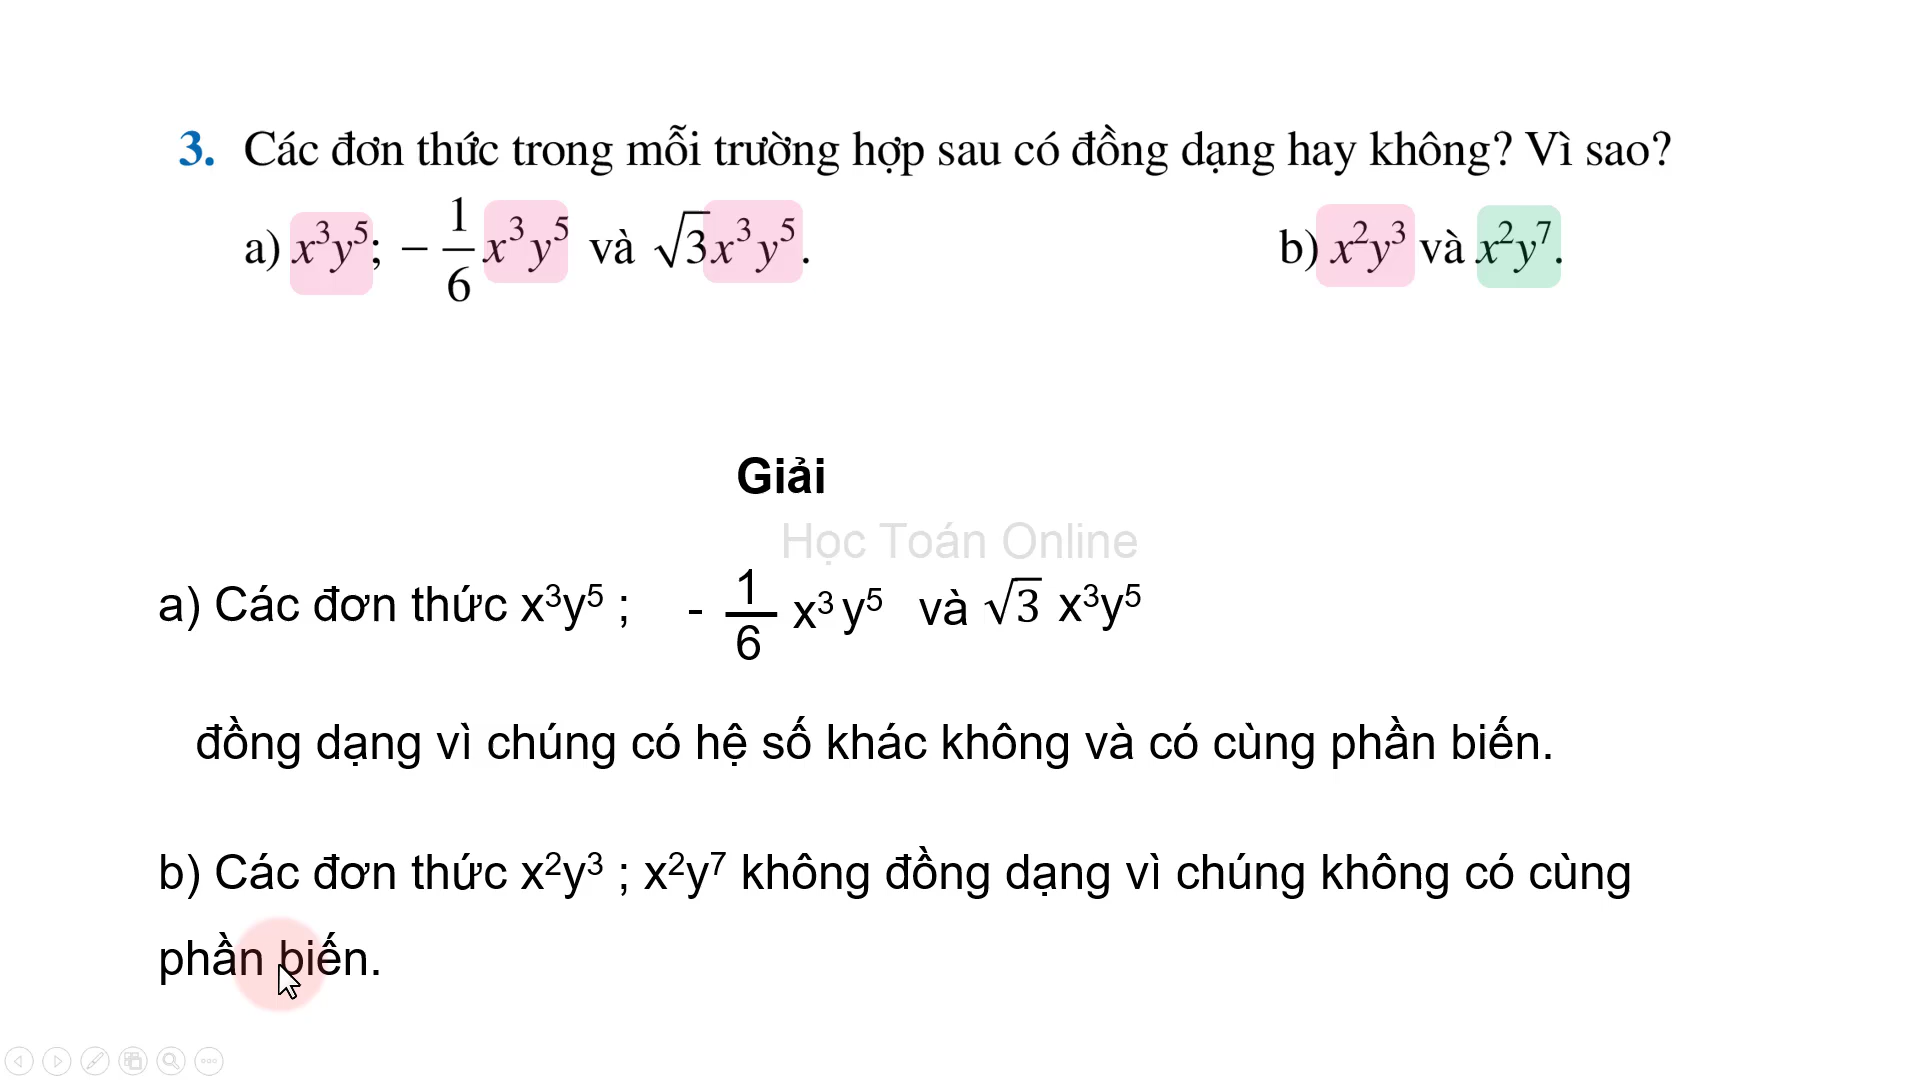 3. Các đơn thức trong mỗi trường hợp sau có đồng dạng hay không? Vì sao?
a) x³y⁵; −1/6 x³y⁵ và √3x³y⁵. b) x²y³ và x²y⁷.
Giải
Học Toán Online
a) Các đơn thức x³y⁵ ; - 1/6 x³y⁵ và √3 x³y⁵
đồng dạng vì chúng có hệ số khác không và có cùng phần biến.
b) Các đơn thức x²y³ ; x²y⁷ không đồng dạng vì chúng không có cùng
phần biến.